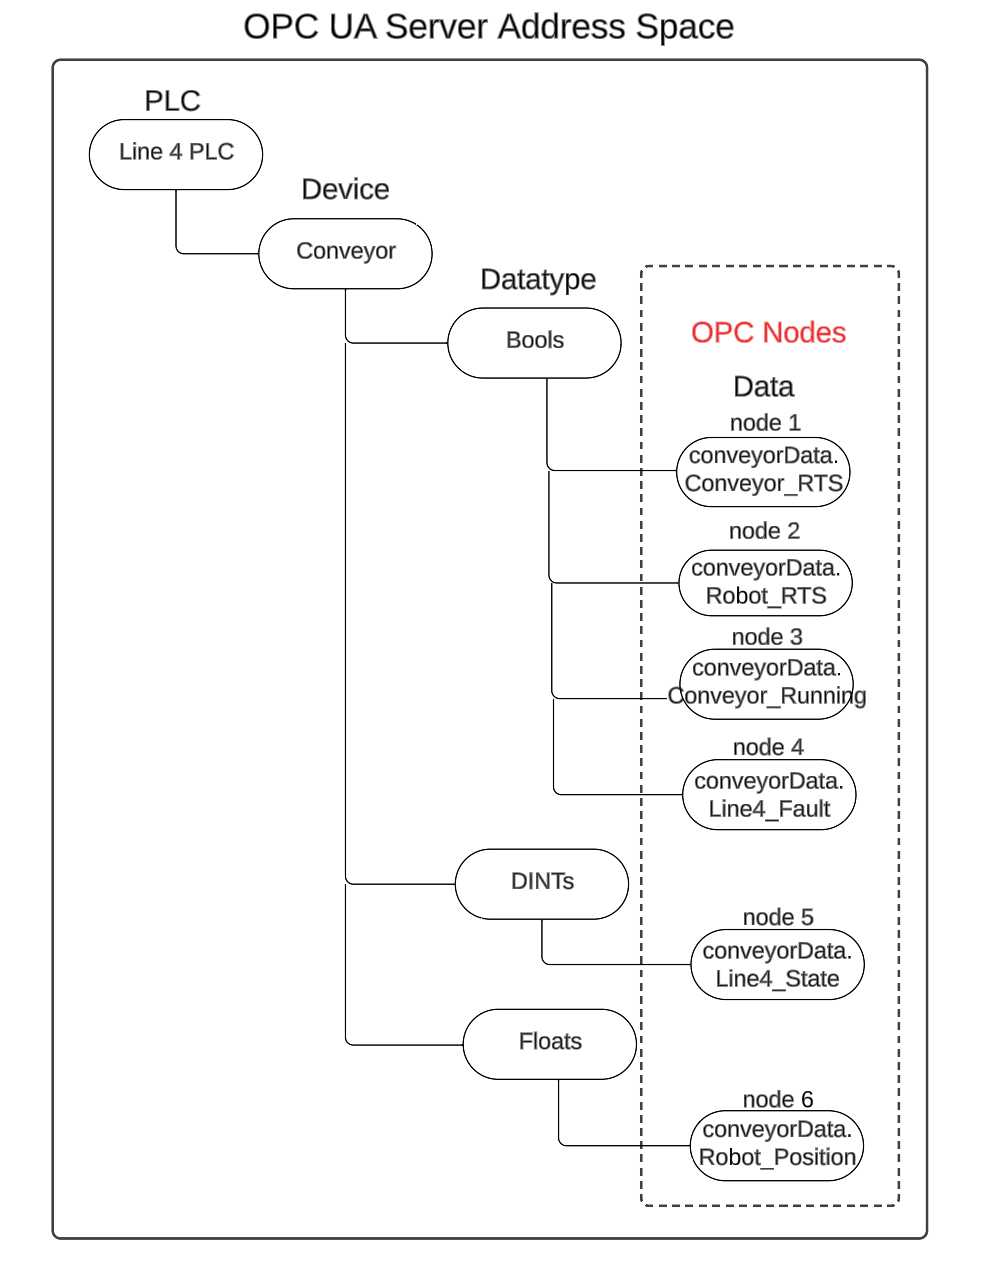 OPC UA Server Address Space
PLC
Line 4 PLC
Device
Conveyor
Datatype
Bools
OPC Nodes
Data
node 1
conveyorData.
Conveyor_RTS
node 2
conveyorData.
Robot_RTS
node 3
conveyorData.
Conveyor_Running
node 4
conveyorData.
Line4_Fault
DINTs
node 5
conveyorData.
Line4_State
Floats
node 6
conveyorData.
Robot_Position